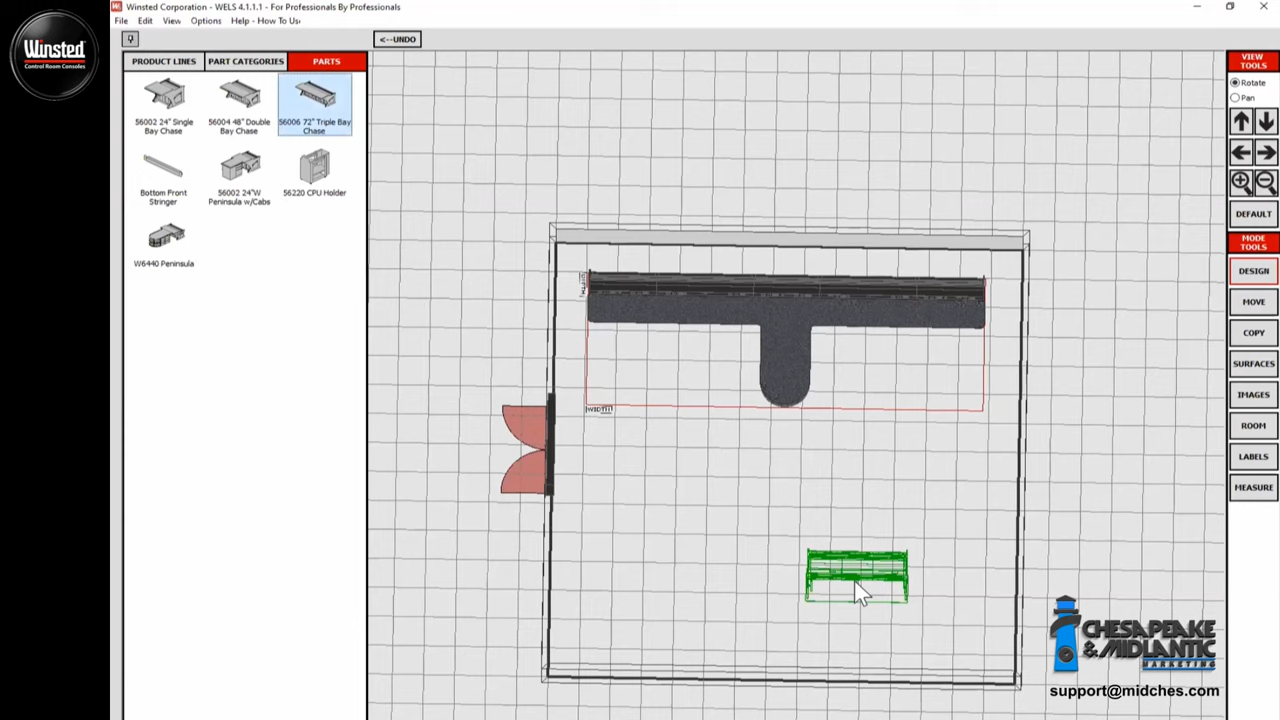 Winsted Corporation - WELS 4.1.1.1 - For Professionals By Professionals
File Edit View Options Help - How To Us
Winsted
Control Room Consoles
<--UNDO
PRODUCT LINES PART CATEGORIES PARTS
56002 24" Single
Bay Chase
56004 48" Double
Bay Chase
56006 72" Triple Bay
Chase
Bottom Front
Stringer
56002 24"W
Peninsula w/Cabs
56220 CPU Holder
W6440 Peninsula
WIDTH
VIEW
TOOLS
Rotate
Pan
DEFAULT
MODE
TOOLS
DESIGN
MOVE
COPY
SURFACES
IMAGES
ROOM
LABELS
MEASURE
CHESAPEAKE
& MIDLANTIC
MARKETING
support@midches.com